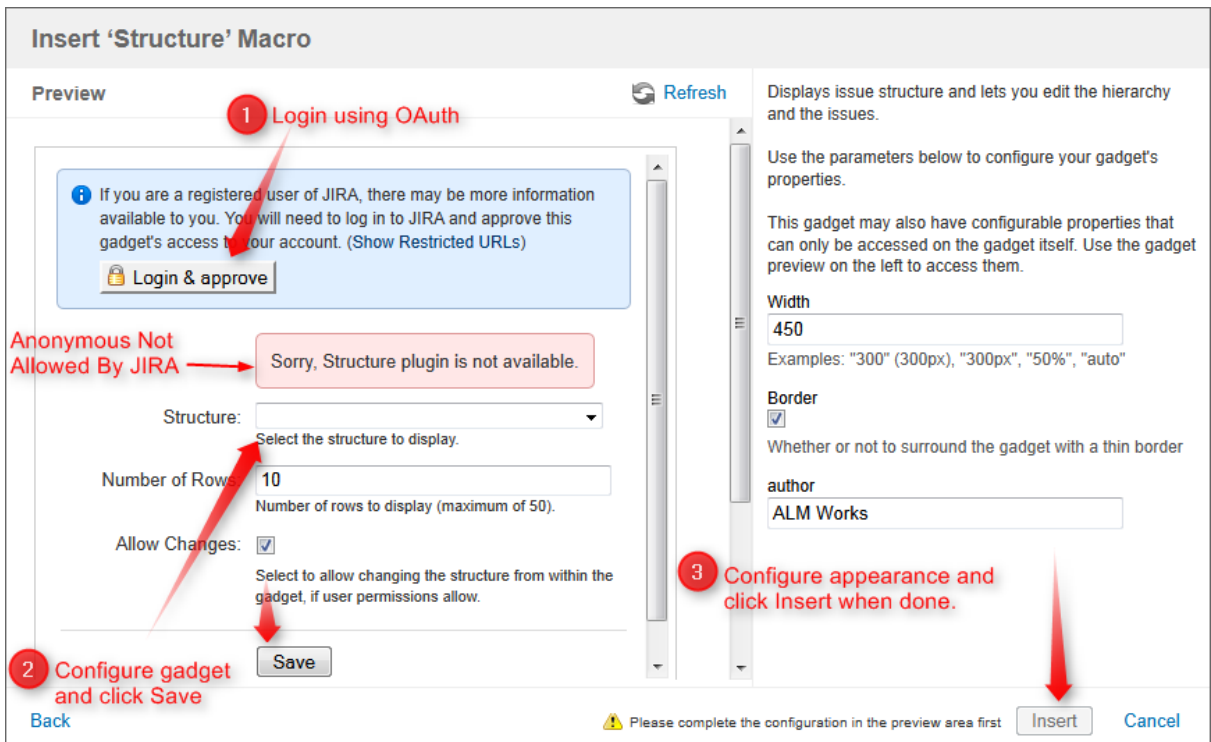 Insert ‘Structure’ Macro
Preview
Refresh
1 Login using OAuth
If you are a registered user of JIRA, there may be more information
available to you. You will need to log in to JIRA and approve this
gadget's access to your account. (Show Restricted URLs)
Login & approve
Anonymous Not
Allowed By JIRA
Sorry, Structure plugin is not available.
Structure:
Select the structure to display.
Number of Rows:
10
Number of rows to display (maximum of 50).
Allow Changes:
Select to allow changing the structure from within the
gadget, if user permissions allow.
Save
2 Configure gadget
and click Save
Displays issue structure and lets you edit the hierarchy
and the issues.
Use the parameters below to configure your gadget's
properties.
This gadget may also have configurable properties that
can only be accessed on the gadget itself. Use the gadget
preview on the left to access them.
Width
450
Examples: "300" (300px), "300px", "50%", "auto"
Border
Whether or not to surround the gadget with a thin border
author
ALM Works
3 Configure appearance and
click Insert when done.
Back
Please complete the configuration in the preview area first
Insert
Cancel